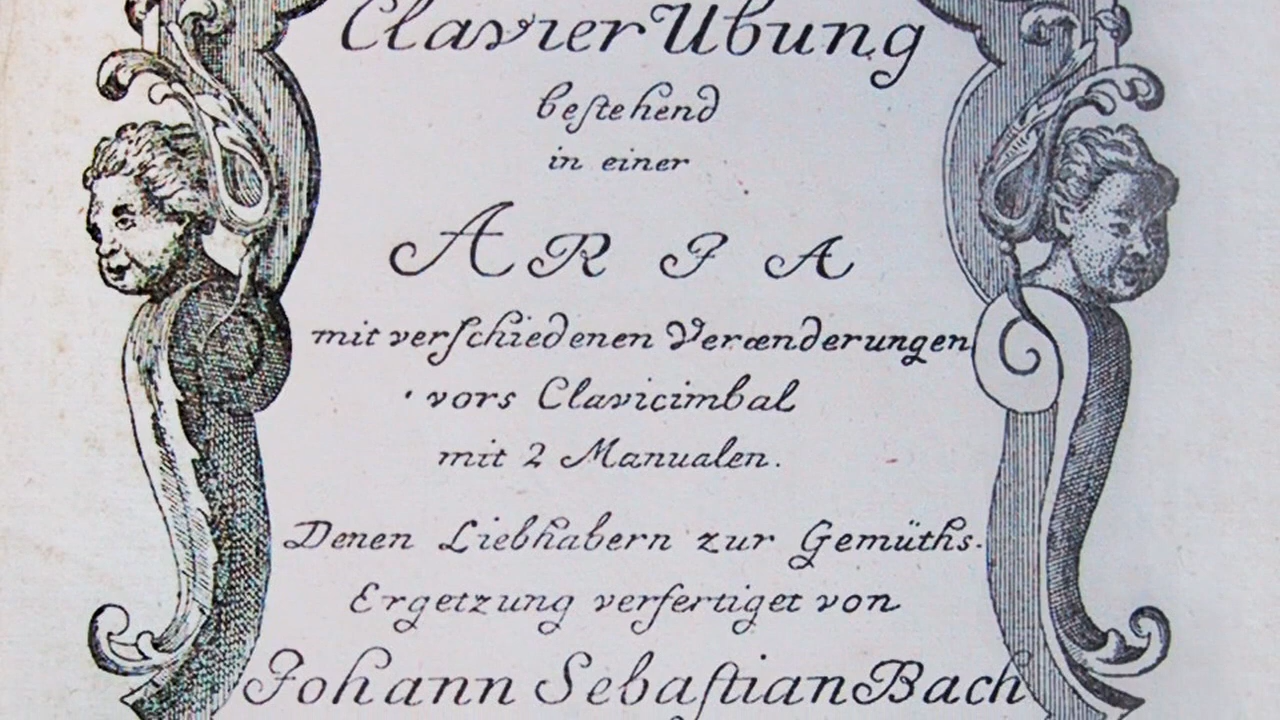 Clavier Ubung
bestehend
in einer
ARIA
mit verschiedenen Veraenderungen
vors Clavicimbal
mit 2 Manualen.
Denen Liebhabern zur Gemüths-
Ergetzung verfertiget von
Johann Sebastian Bach